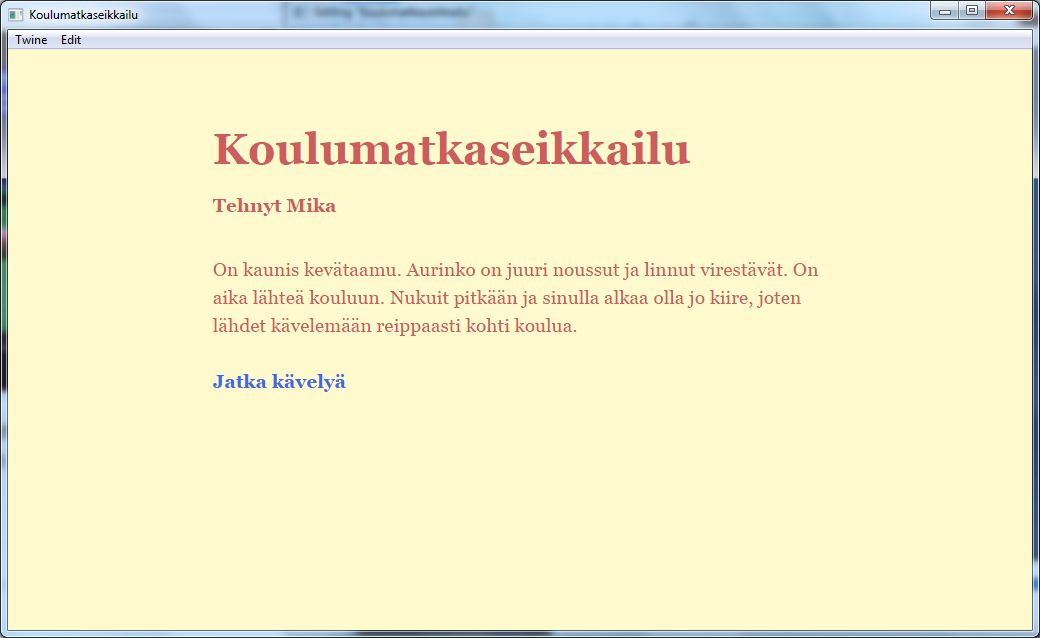 Koulumatkaseikkailu
Twine Edit
Koulumatkaseikkailu
Tehnyt Mika
On kaunis kevätaamu. Aurinko on juuri noussut ja linnut virestävät. On
aika lähteä kouluun. Nukuit pitkään ja sinulla alkaa olla jo kiire, joten
lähdet kävelemään reippaasti kohti koulua.
Jatka kävelyä